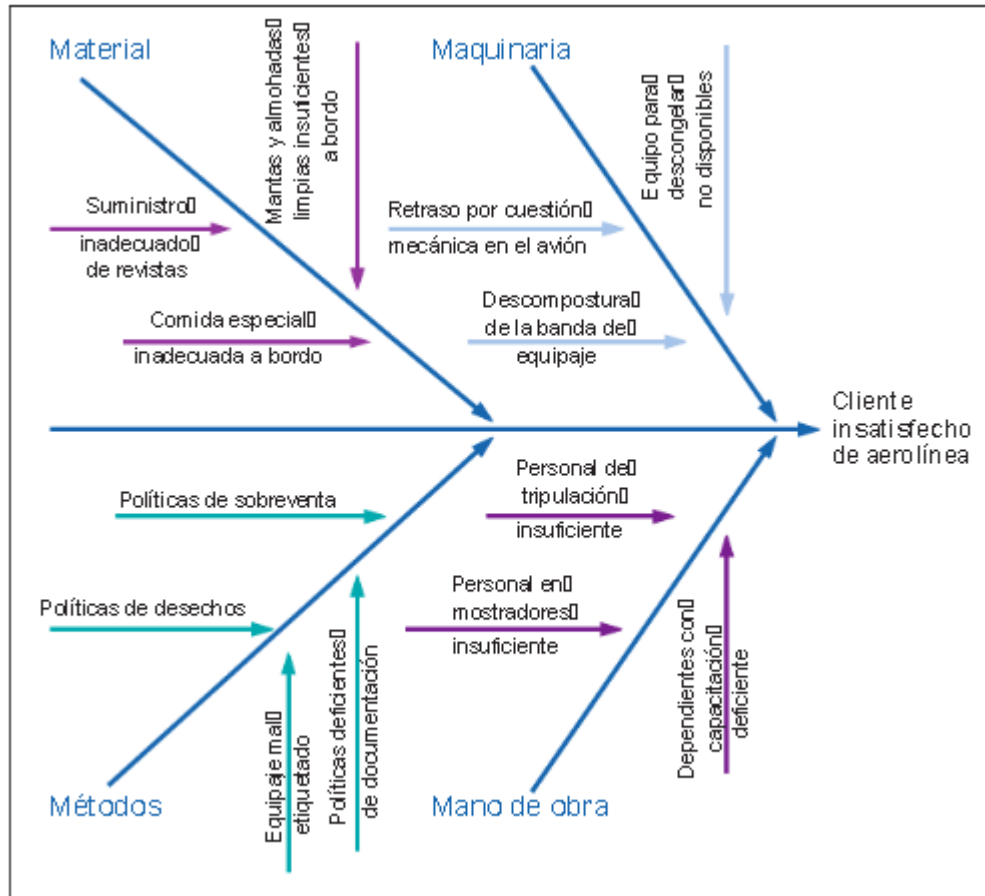 Material
Mantas y almohadas
limpias insuficientes
a bordo
Suministro
inadecuado
de revistas
Comida especial
inadecuada a bordo
Maquinaria
Equipo para
descongelar
no disponibles
Retraso por cuestión
mecánica en el avión
Descompostura
de la banda de
equipaje
Cliente
insatisfecho
de aerolínea
Políticas de sobreventa
Políticas de desechos
Equipaje mal
etiquetado
Políticas deficientes
de documentación
Métodos
Personal de
tripulación
insuficiente
Personal en
mostradores
insuficiente
Dependientes con
capacitación
deficiente
Mano de obra